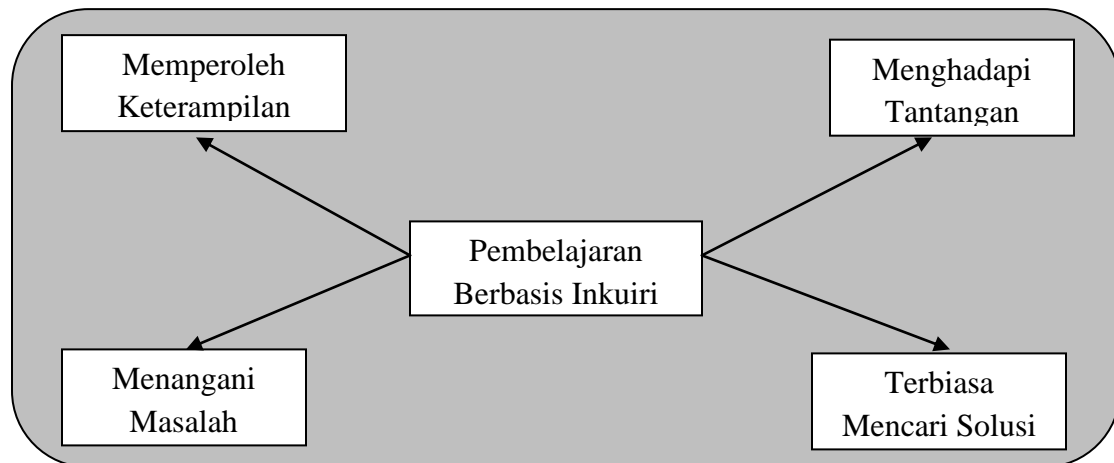 Memperoleh
Keterampilan
Menghadapi
Tantangan
Pembelajaran
Berbasis Inkuiri
Menangani
Masalah
Terbiasa
Mencari Solusi